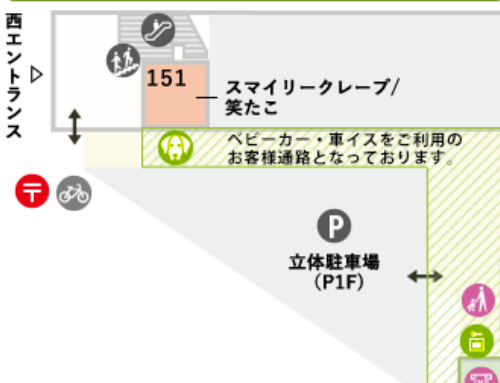 西エントランス
151
スマイリークレープ/
笑たこ
ベビーカー・車イスをご利用の
お客様通路となっております。
〒
P
立体駐車場
(P1F)